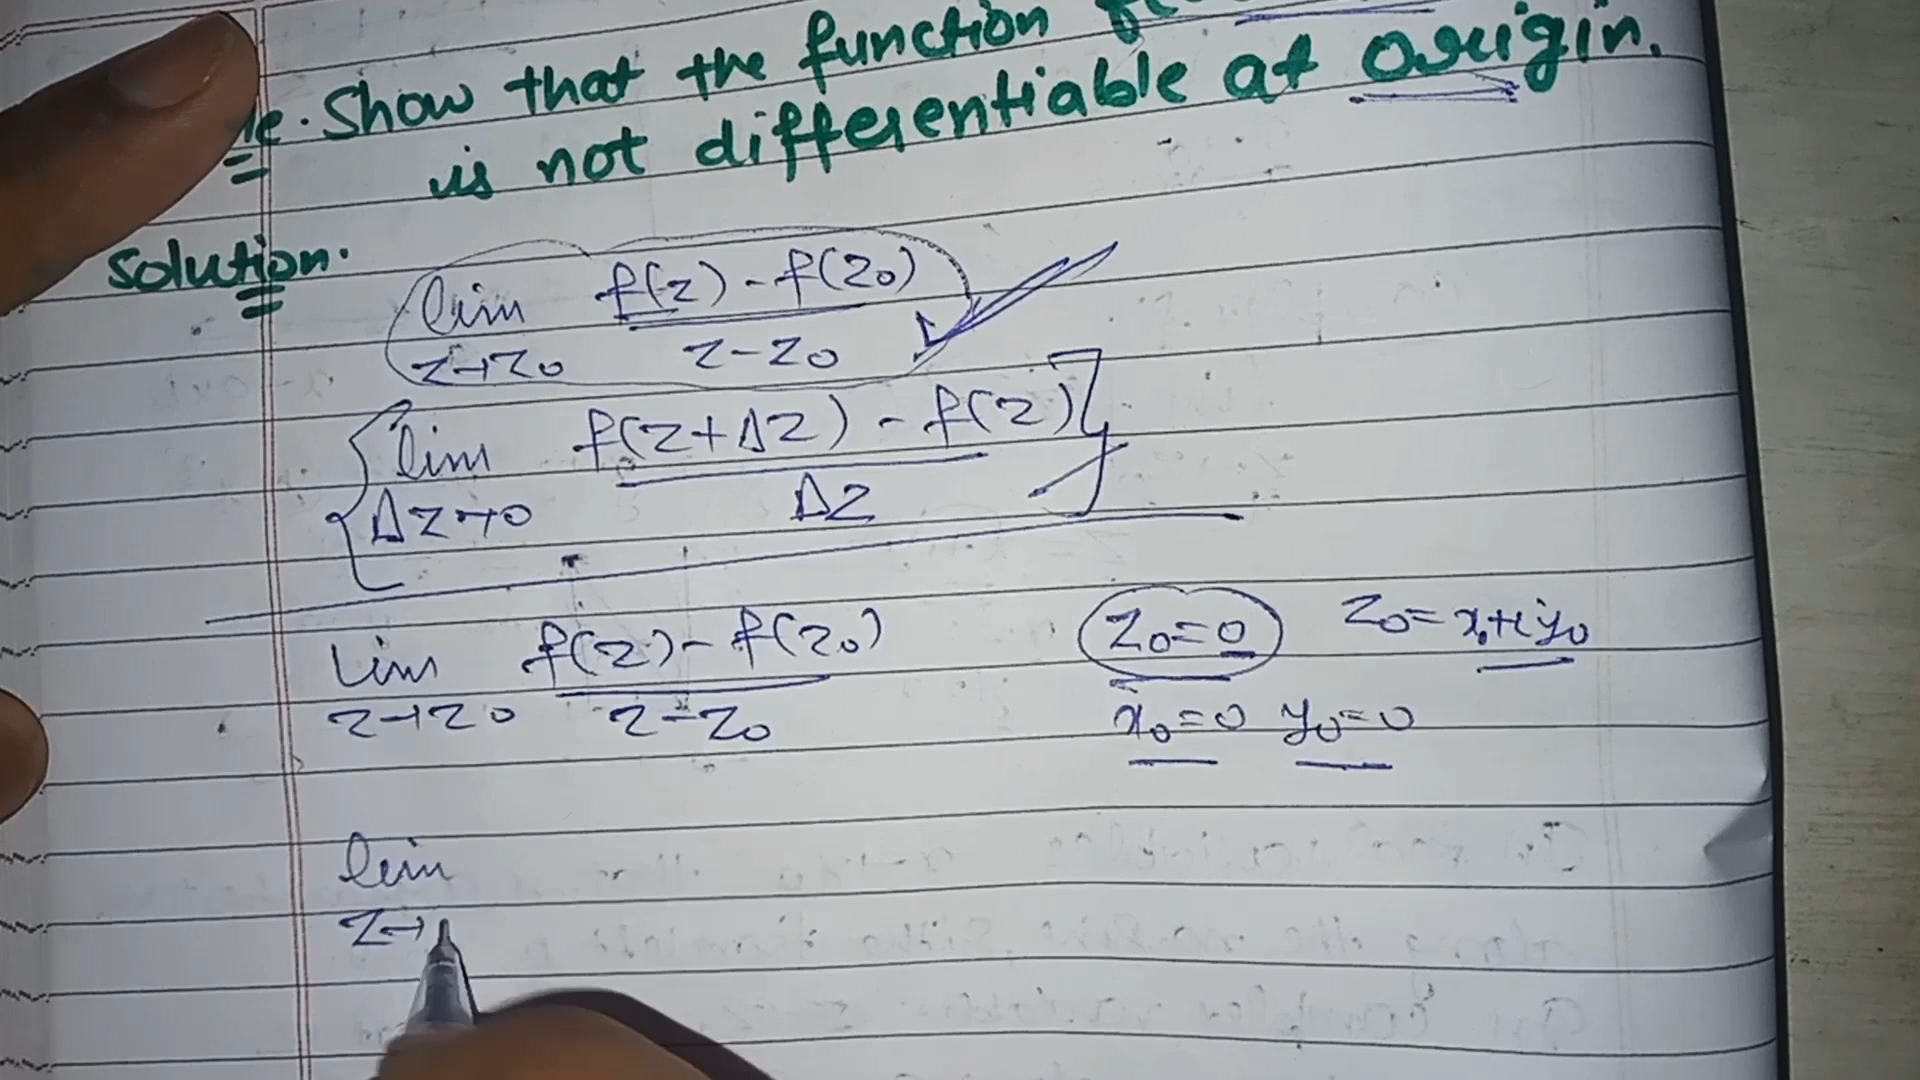 le. Show that the function
is not differentiable at origin.
Solution.
lim f(z) - f(z₀)
z→z₀ z-z₀
{ lim f(z+Δz) - f(z) }
Δz→0 Δz
lim f(z) - f(z₀) z₀=0 z₀=x₀+iy₀
z→z₀ z-z₀ x₀=0 y₀=0
lim
z→